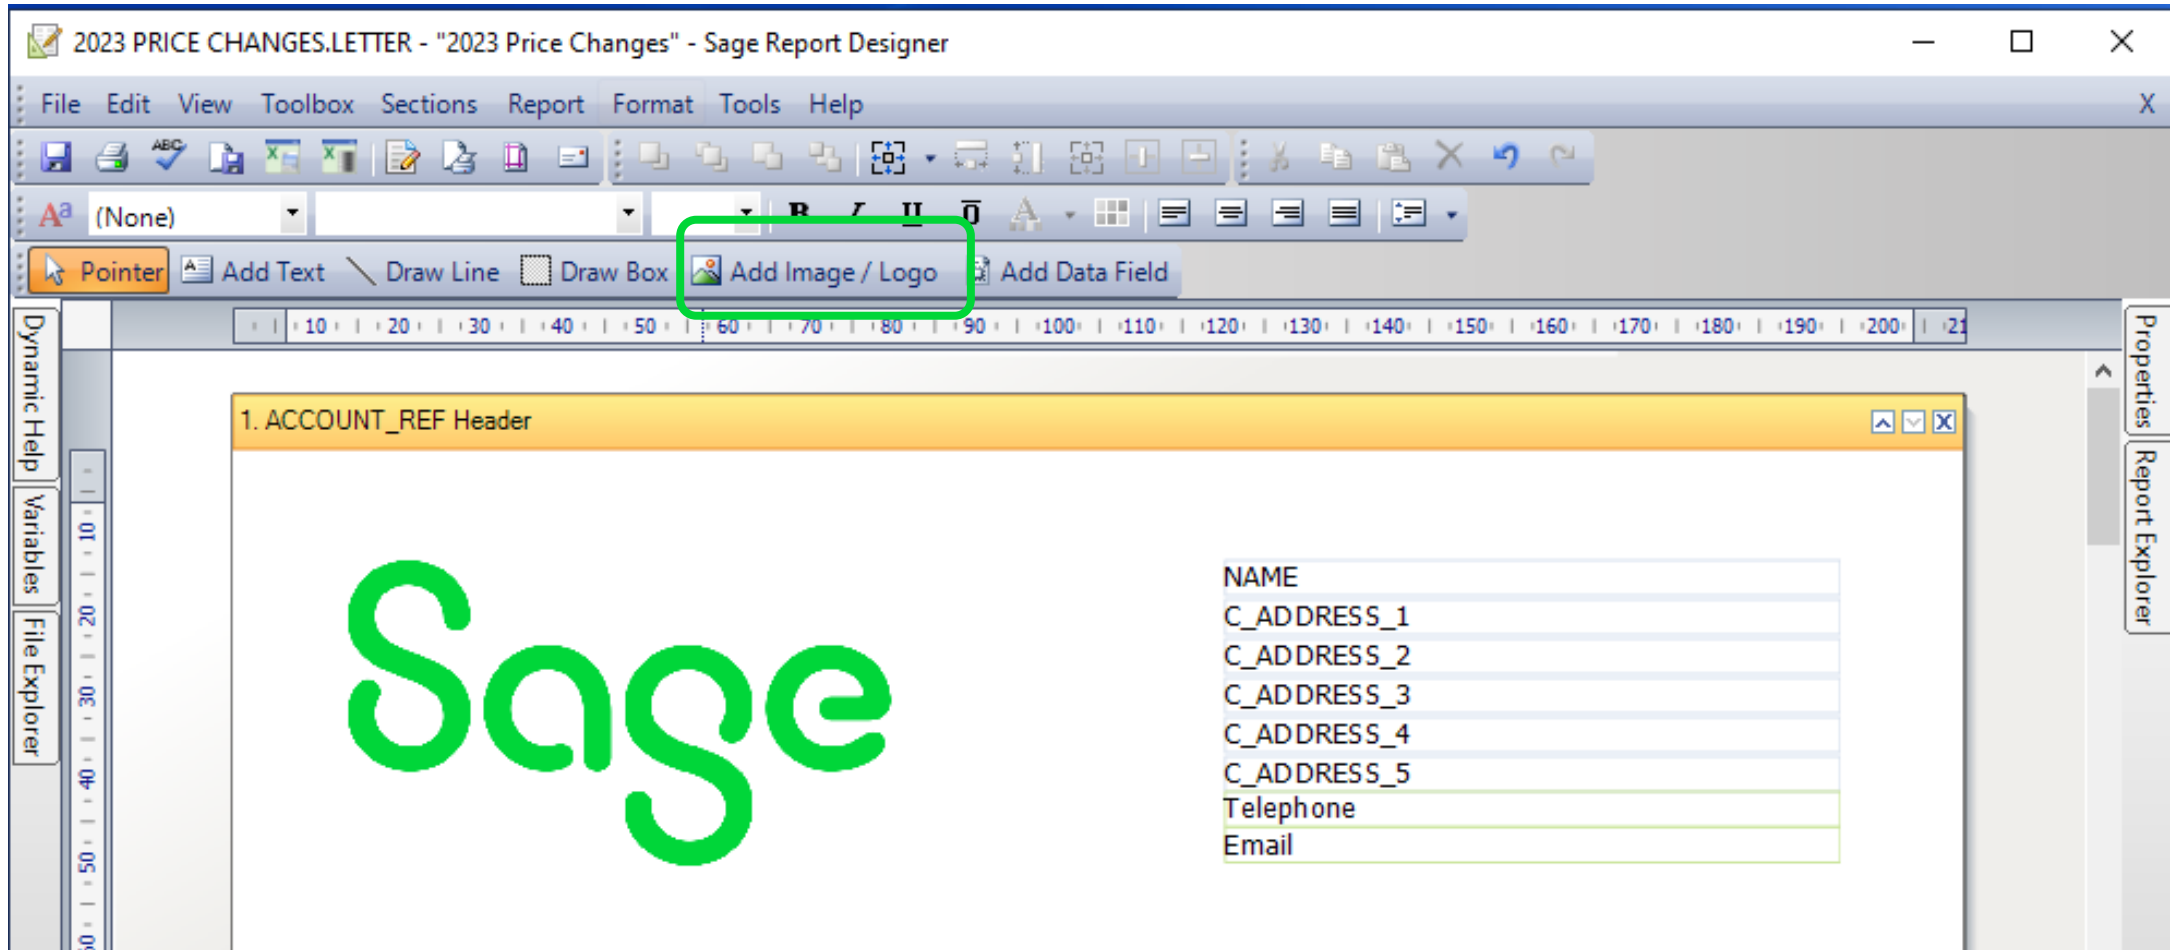 2023 PRICE CHANGES.LETTER - "2023 Price Changes" - Sage Report Designer
File Edit View Toolbox Sections Report Format Tools Help X
ABC
Aa (None) B I U O A
Pointer Add Text Draw Line Draw Box Add Image / Logo Add Data Field
10 20 30 40 50 60 70 80 90 100 110 120 130 140 150 160 170 180 190 200 21
Dynamic Help
Variables
File Explorer
10
20
30
40
50
1. ACCOUNT_REF Header
Sage
NAME
C_ADDRESS_1
C_ADDRESS_2
C_ADDRESS_3
C_ADDRESS_4
C_ADDRESS_5
Telephone
Email
Properties
Report Explorer